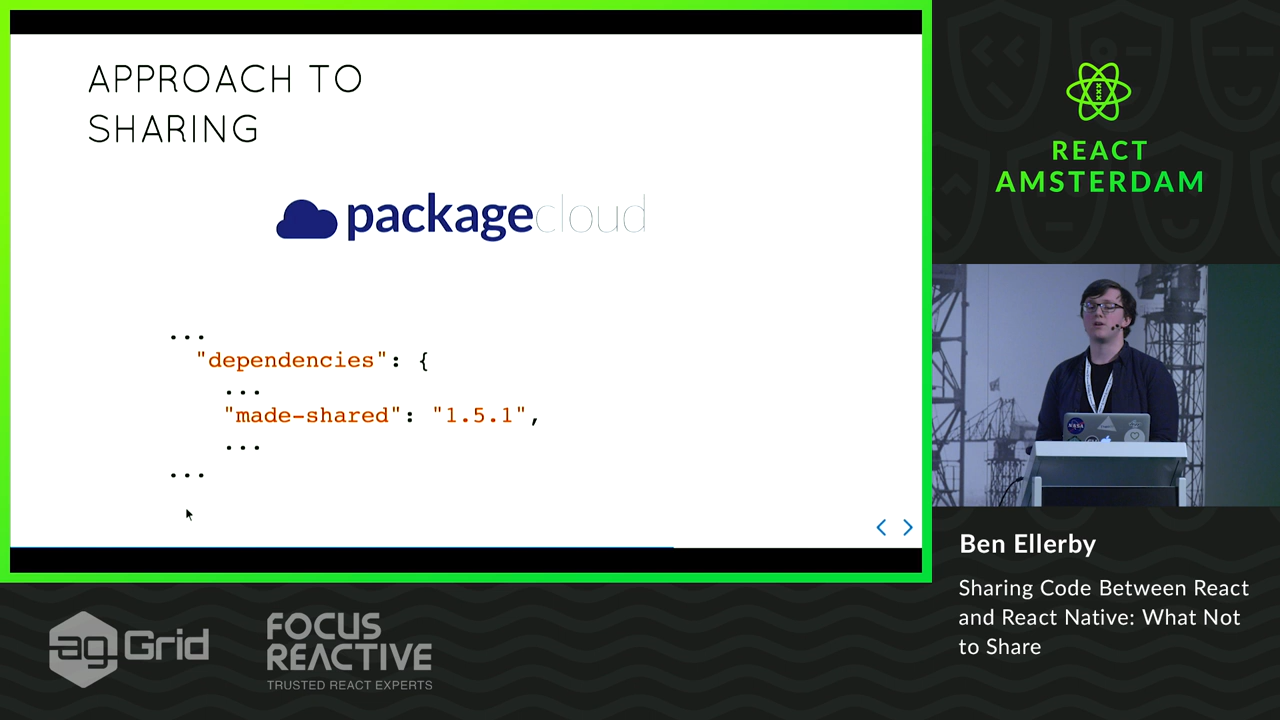 APPROACH TO
SHARING
packagecloud
...
"dependencies": {
...
"made-shared": "1.5.1",
...
...
REACT
AMSTERDAM
NASA
Ben Ellerby
Sharing Code Between React
and React Native: What Not
to Share
ag Grid
FOCUS
REACTIVE
TRUSTED REACT EXPERTS